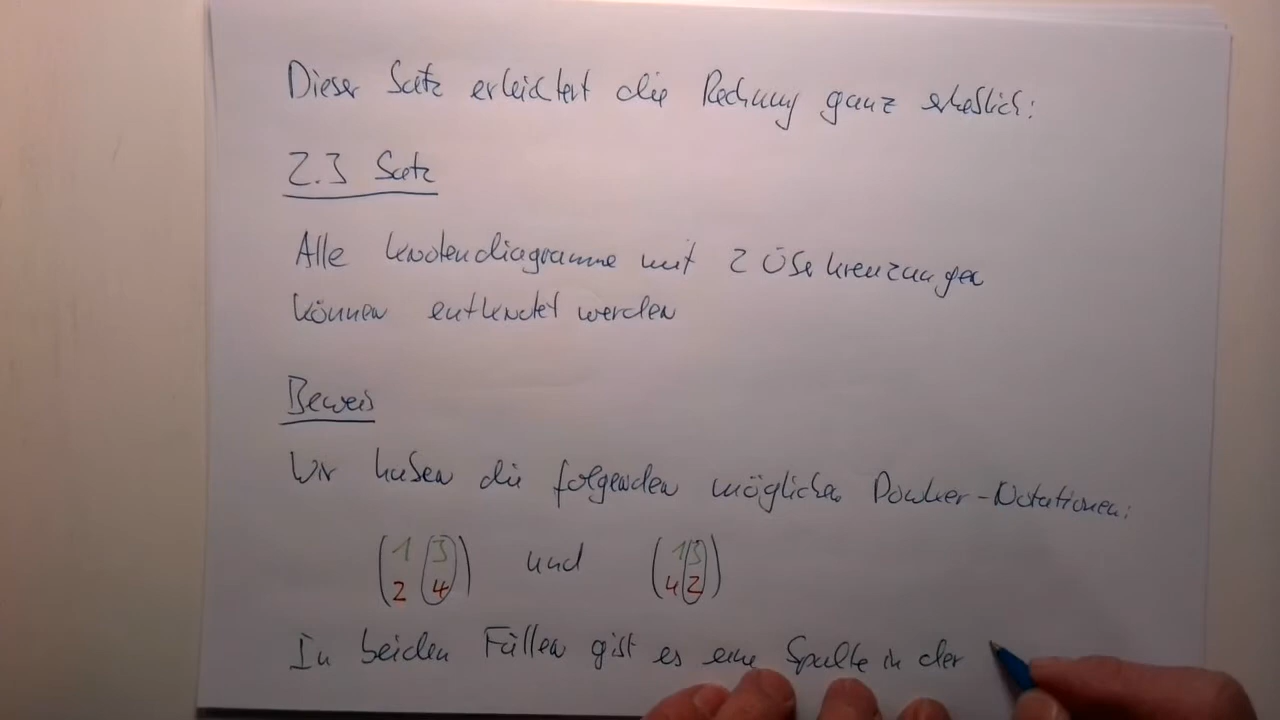 Dieser Satz erleichtert die Rechnung ganz erheblich:
2.3 Satz
Alle Knotendiagramme mit 2 Überkreuzungen
können entknotet werden
Beweis
Wir haben die folgenden möglichen Dowker-Notationen:
(1 3) und (1 3)
(2 4) (4 2)
In beiden Fällen gibt es eine Spalte in der